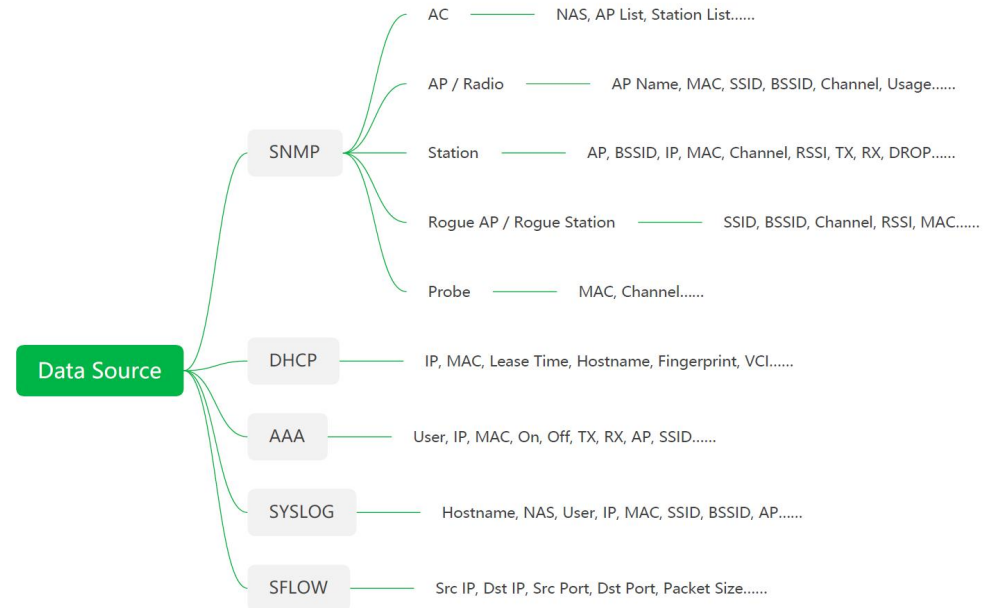 AC
NAS, AP List, Station List......
AP / Radio
AP Name, MAC, SSID, BSSID, Channel, Usage......
SNMP
Station
AP, BSSID, IP, MAC, Channel, RSSI, TX, RX, DROP......
Rogue AP / Rogue Station
SSID, BSSID, Channel, RSSI, MAC......
Probe
MAC, Channel......
Data Source
DHCP
IP, MAC, Lease Time, Hostname, Fingerprint, VCI......
AAA
User, IP, MAC, On, Off, TX, RX, AP, SSID......
SYSLOG
Hostname, NAS, User, IP, MAC, SSID, BSSID, AP......
SFLOW
Src IP, Dst IP, Src Port, Dst Port, Packet Size......